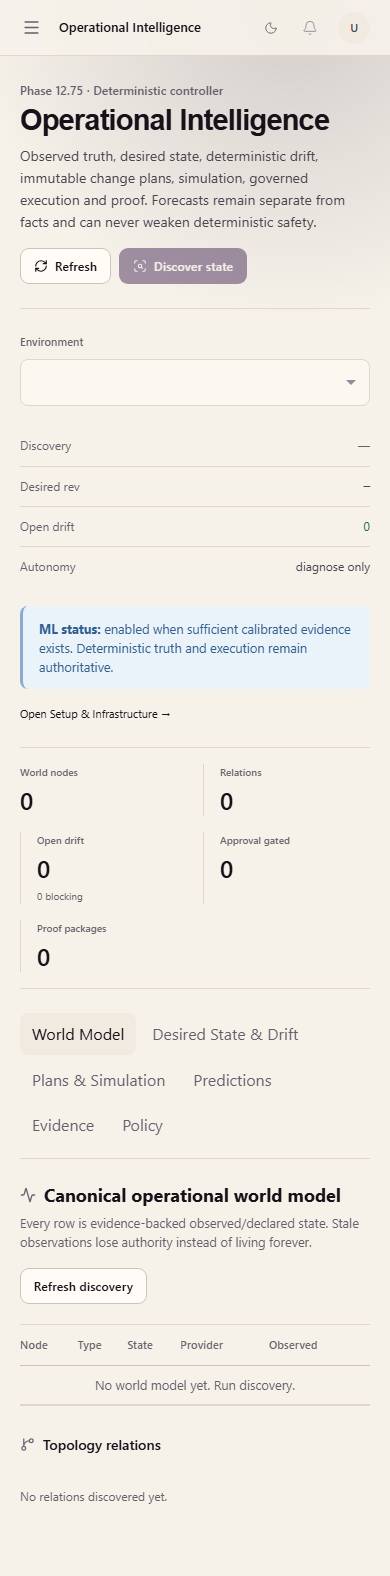 Operational Intelligence
U
Phase 12.75 · Deterministic controller
Operational Intelligence
Observed truth, desired state, deterministic drift,
immutable change plans, simulation, governed
execution and proof. Forecasts remain separate from
facts and can never weaken deterministic safety.
Refresh
Discover state
Environment
Discovery —
Desired rev –
Open drift 0
Autonomy diagnose only
ML status: enabled when sufficient calibrated evidence
exists. Deterministic truth and execution remain
authoritative.
Open Setup & Infrastructure →
World nodes
0
Relations
0
Open drift
0
0 blocking
Approval gated
0
Proof packages
0
World Model Desired State & Drift
Plans & Simulation Predictions
Evidence Policy
Canonical operational world model
Every row is evidence-backed observed/declared state. Stale
observations lose authority instead of living forever.
Refresh discovery
Node Type State Provider Observed
No world model yet. Run discovery.
Topology relations
No relations discovered yet.